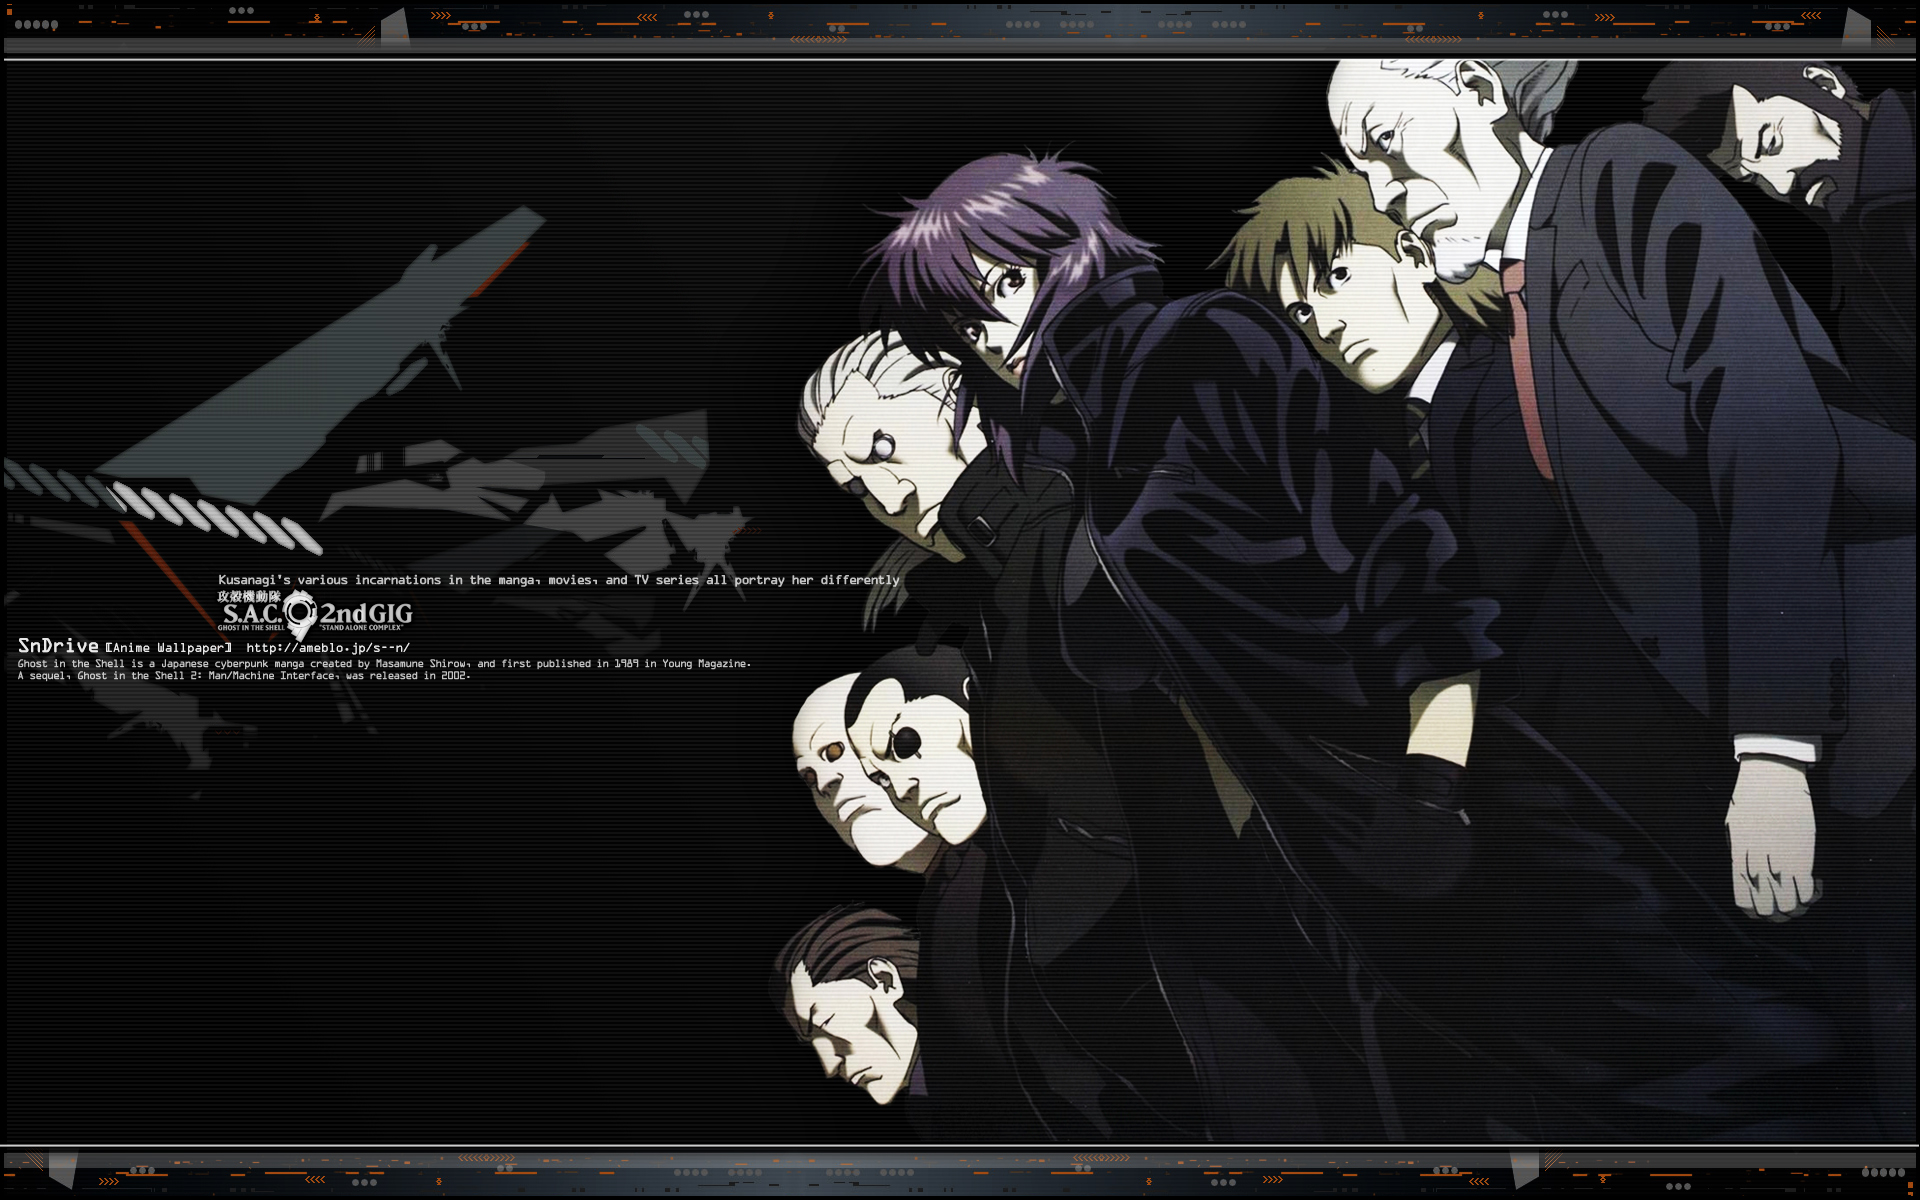 Kusanagi's various incarnations in the manga, movies, and TV series all portray her differently
攻殻機動隊
S.A.C. 2nd GIG
GHOST IN THE SHELL "STAND ALONE COMPLEX"
SnDrive [Anime Wallpaper] http://ameblo.jp/s--n/
Ghost in the Shell is a Japanese cyberpunk manga created by Masamune Shirow, and first published in 1989 in Young Magazine.
A sequel, Ghost in the Shell 2: Man/Machine Interface, was released in 2002.